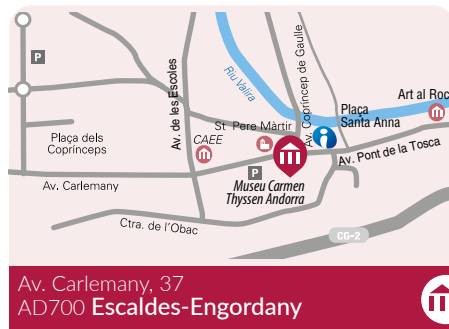 P
Riu Valira
Av. Copríncep de Gaulle
Av. de les Escoles
Art al Roc
Plaça
Santa Anna
St Pere Màrtir
Plaça dels
Coprínceps
CAEE
i
Av. Pont de la Tosca
P
Av. Carlemany
Museu Carmen
Thyssen Andorra
Ctra. de l'Obac
CG-2
Av. Carlemany, 37
AD700 Escaldes-Engordany